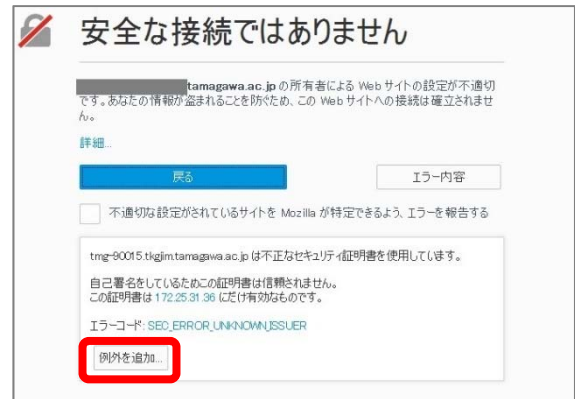 安全な接続ではありません
tamagawa.ac.jp の所有者による Web サイトの設定が不適切
です。あなたの情報が盗まれることを防ぐため、この Web サイトへの接続は確立されませ
ん。
詳細...
戻る
エラー内容
不適切な設定がされているサイトを Mozilla が特定できるよう、エラーを報告する
tmg-90015.tkgjim.tamagawa.ac.jp は不正なセキュリティ証明書を使用しています。
自己署名をしているためこの証明書は信頼されません。
この証明書は 172.25.31.36 にだけ有効なものです。
エラーコード: SEC_ERROR_UNKNOWN_ISSUER
例外を追加...